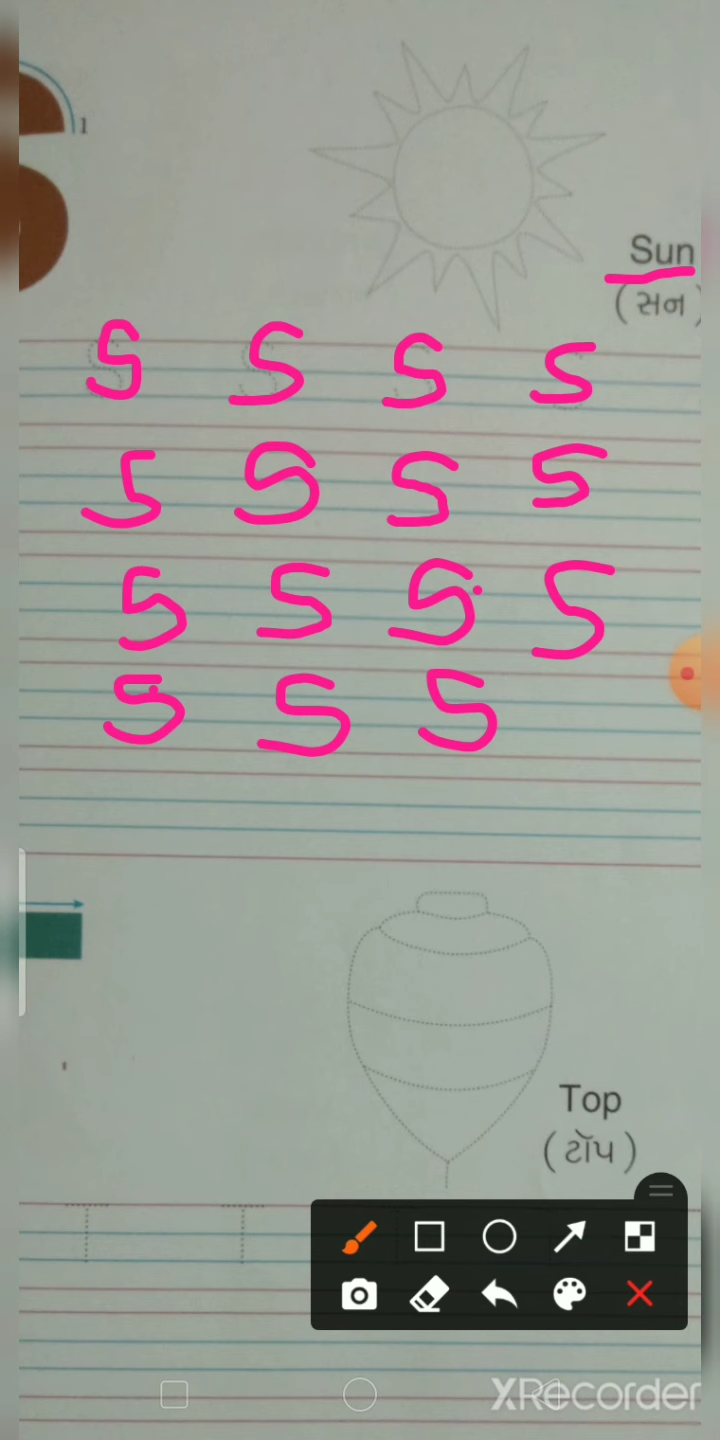 1
Sun
(સન)
S S S S
S S S S
S S S S
S S S
Top
(ટૉપ)
T T
XRecorder